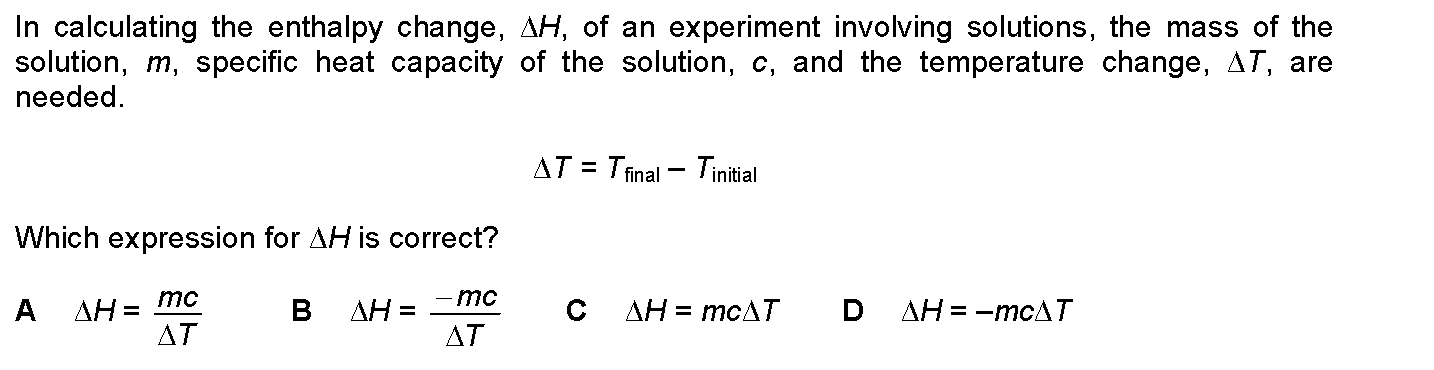 In calculating the enthalpy change, ΔH, of an experiment involving solutions, the mass of the
solution, m, specific heat capacity of the solution, c, and the temperature change, ΔT, are
needed.
ΔT = Tfinal – Tinitial
Which expression for ΔH is correct?
A ΔH = mc/ΔT B ΔH = –mc/ΔT C ΔH = mcΔT D ΔH = –mcΔT